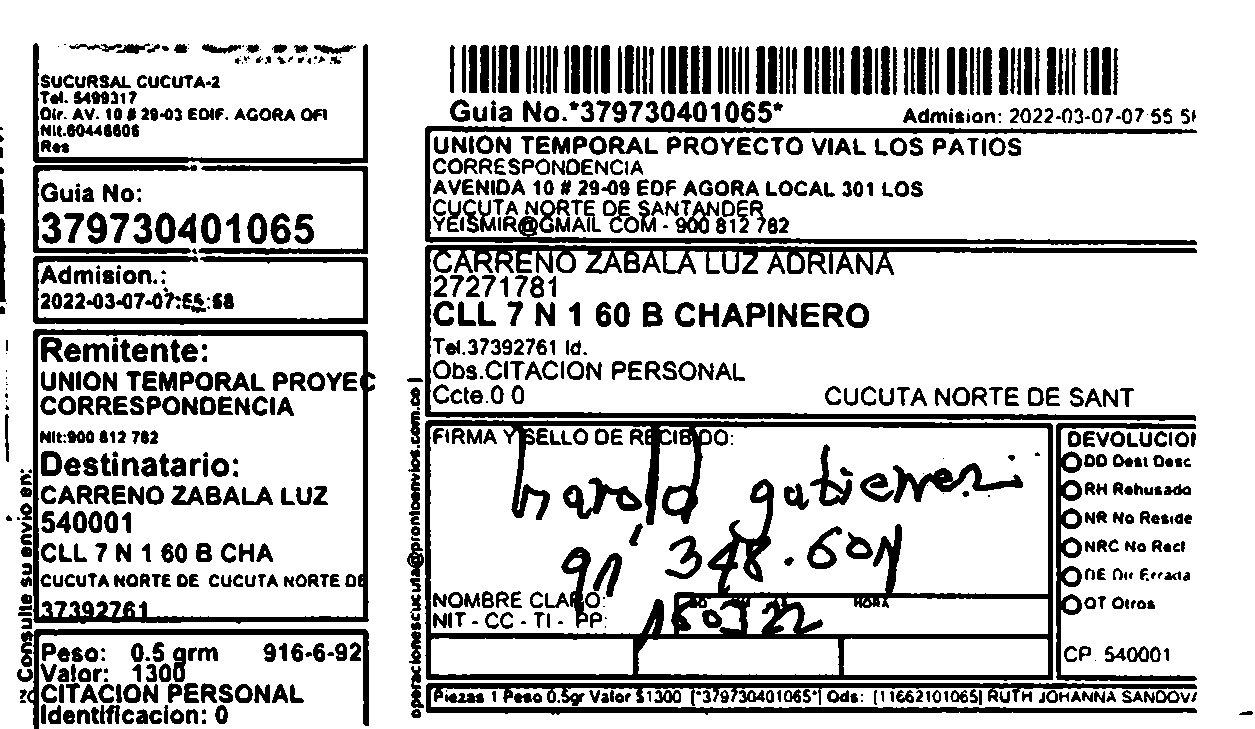 SUCURSAL CUCUTA-2
Tel. 5499317
Dir. AV. 10 # 29-03 EDIF. AGORA OFI
Nit.60446606
Res
Guia No:
379730401065
Admision.:
2022-03-07-07:55:58
Remitente:
UNION TEMPORAL PROYEC
CORRESPONDENCIA
Nit:900 812 782
Destinatario:
CARRENO ZABALA LUZ
540001
CLL 7 N 1 60 B CHA
CUCUTA NORTE DE CUCUTA NORTE DE
37392761
Peso: 0.5 grm 916-6-92
Valor: 1300
CITACION PERSONAL
Identificacion: 0
Consulte su envio en:
Guia No.*379730401065*
Admision: 2022-03-07-07 55 5
UNION TEMPORAL PROYECTO VIAL LOS PATIOS
CORRESPONDENCIA
AVENIDA 10 # 29-09 EDF AGORA LOCAL 301 LOS
CUCUTA NORTE DE SANTANDER
YEISMIR@GMAIL COM - 900 812 782
CARRENO ZABALA LUZ ADRIANA
27271781
CLL 7 N 1 60 B CHAPINERO
Tel.37392761 Id.
Obs.CITACION PERSONAL
Ccte.0 0 CUCUTA NORTE DE SANT
operacionescucuta@prontoenvios.com.co
FIRMA Y SELLO DE RECIBIDO:
harold gutierrez
91' 348.604
NOMBRE CLARO:
HORA
NIT - CC - TI - PP:
180322
DEVOLUCION
DD Dest Desc
RH Rehusado
NR No Reside
NRC No Recl
DE Dir Errada
OT Otros
CP. 540001
Piezas 1 Peso 0.5gr Valor $1300 [*379730401065*] Ods: [11662101065] RUTH JOHANNA SANDOVA